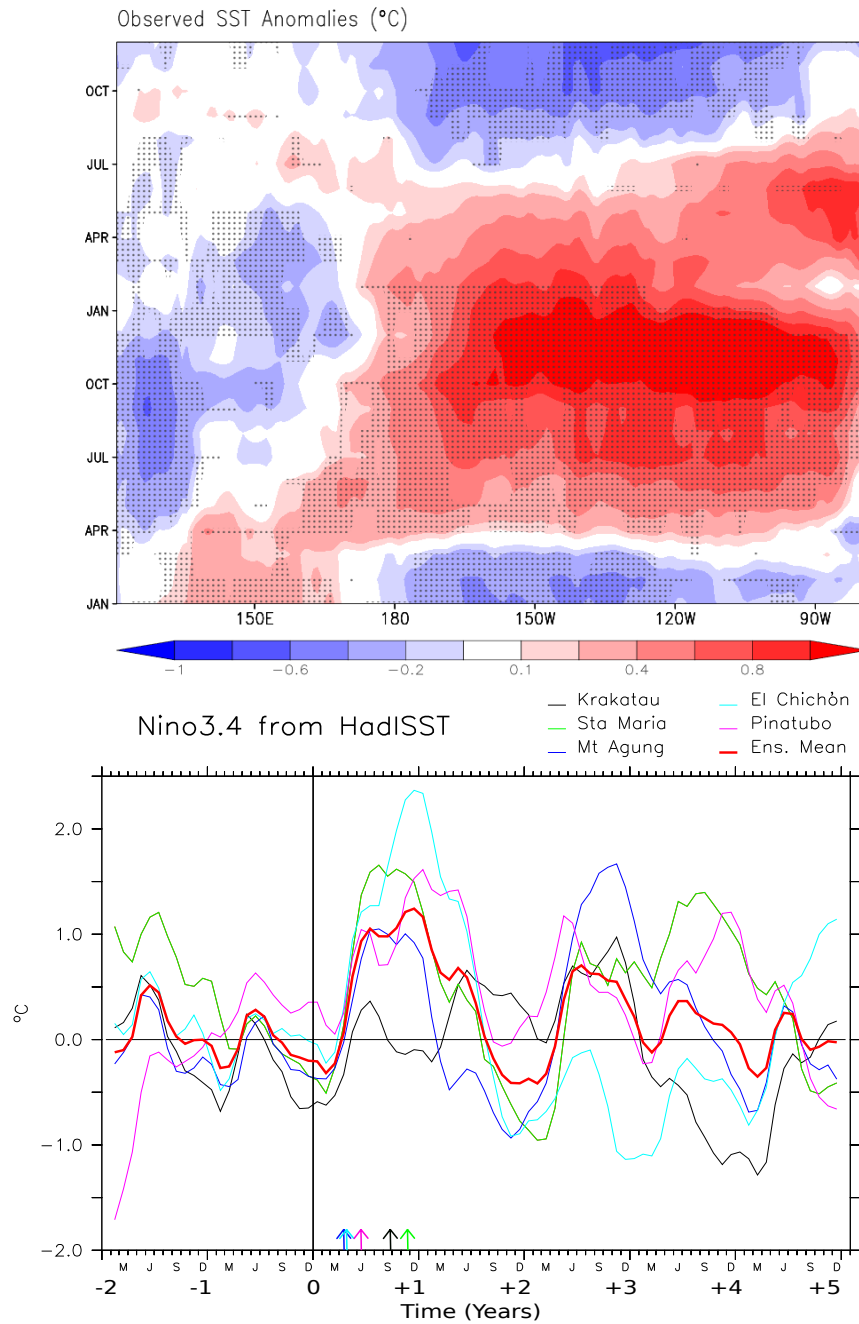 Observed SST Anomalies (°C)
OCT
JUL
APR
JAN
OCT
JUL
APR
JAN
150E 180 150W 120W 90W
-1 -0.6 -0.2 0.1 0.4 0.8
Krakatau El Chichòn
Nino3.4 from HadISST Sta Maria Pinatubo
Mt Agung Ens. Mean
2.0
1.0
0.0
-1.0
-2.0
°C
M J S D M J S D M J S D M J S D M J S D M J S D M J S D
-2 -1 0 +1 +2 +3 +4 +5
Time (Years)